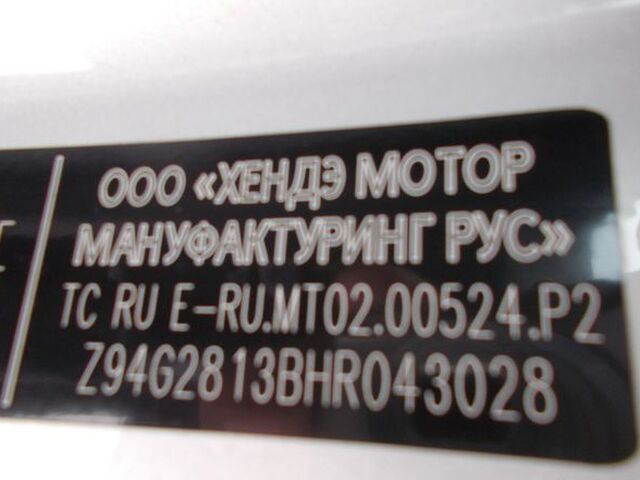 ООО «ХЕНДЭ МОТОР
МАНУФАКТУРИНГ РУС»
TC RU E-RU.MT02.00524.P2
Z94G2813BHR043028